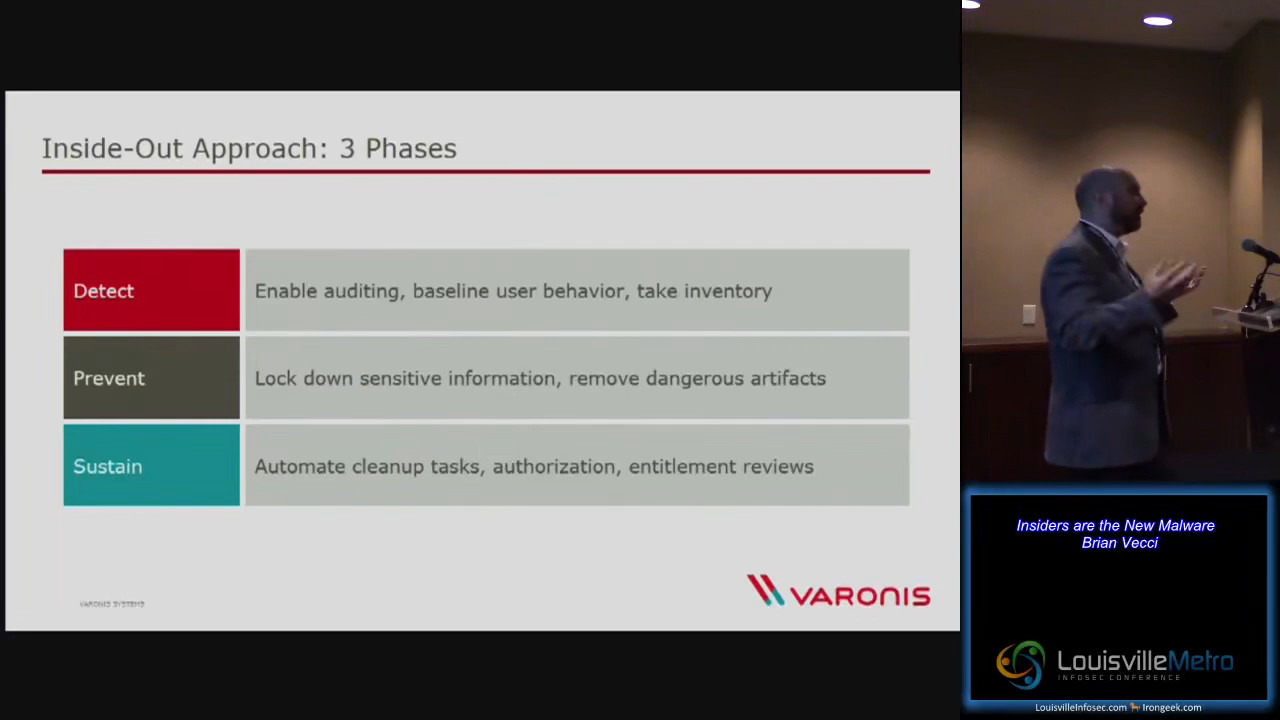 Inside-Out Approach: 3 Phases
Detect
Enable auditing, baseline user behavior, take inventory
Prevent
Lock down sensitive information, remove dangerous artifacts
Sustain
Automate cleanup tasks, authorization, entitlement reviews
VARONIS SYSTEMS
VARONIS
Insiders are the New Malware
Brian Vecci
LouisvilleMetro
INFOSEC CONFERENCE
LouisvilleInfosec.com Irongeek.com